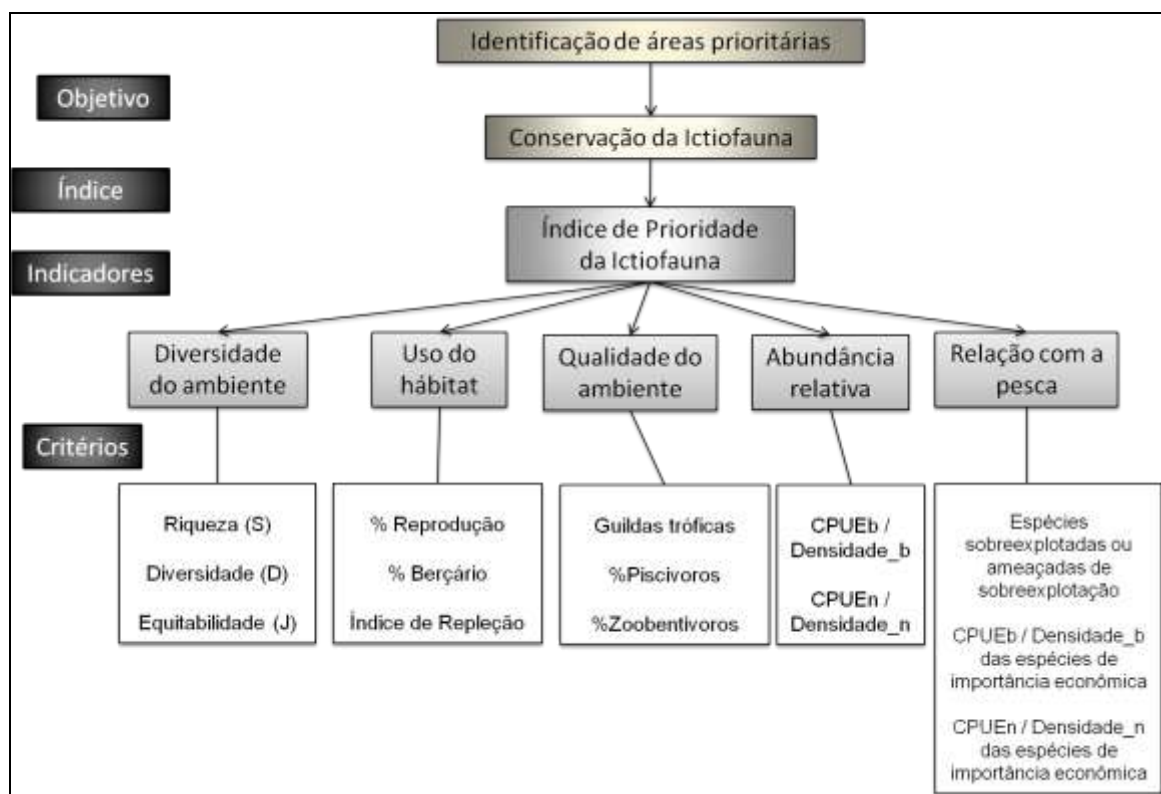 Identificação de áreas prioritárias
Objetivo
Conservação da Ictiofauna
Índice
Índice de Prioridade
da Ictiofauna
Indicadores
Diversidade
do ambiente
Uso do
hábitat
Qualidade do
ambiente
Abundância
relativa
Relação com a
pesca
Critérios
Riqueza (S)
Diversidade (D)
Equitabilidade (J)
% Reprodução
% Berçário
Índice de Repleção
Guildas tróficas
%Piscivoros
%Zoobentivoros
CPUEb /
Densidade_b
CPUEn /
Densidade_n
Espécies
sobreexplotadas ou
ameaçadas de
sobreexplotação
CPUEb / Densidade_b
das espécies de
importância econômica
CPUEn / Densidade_n
das espécies de
importância econômica